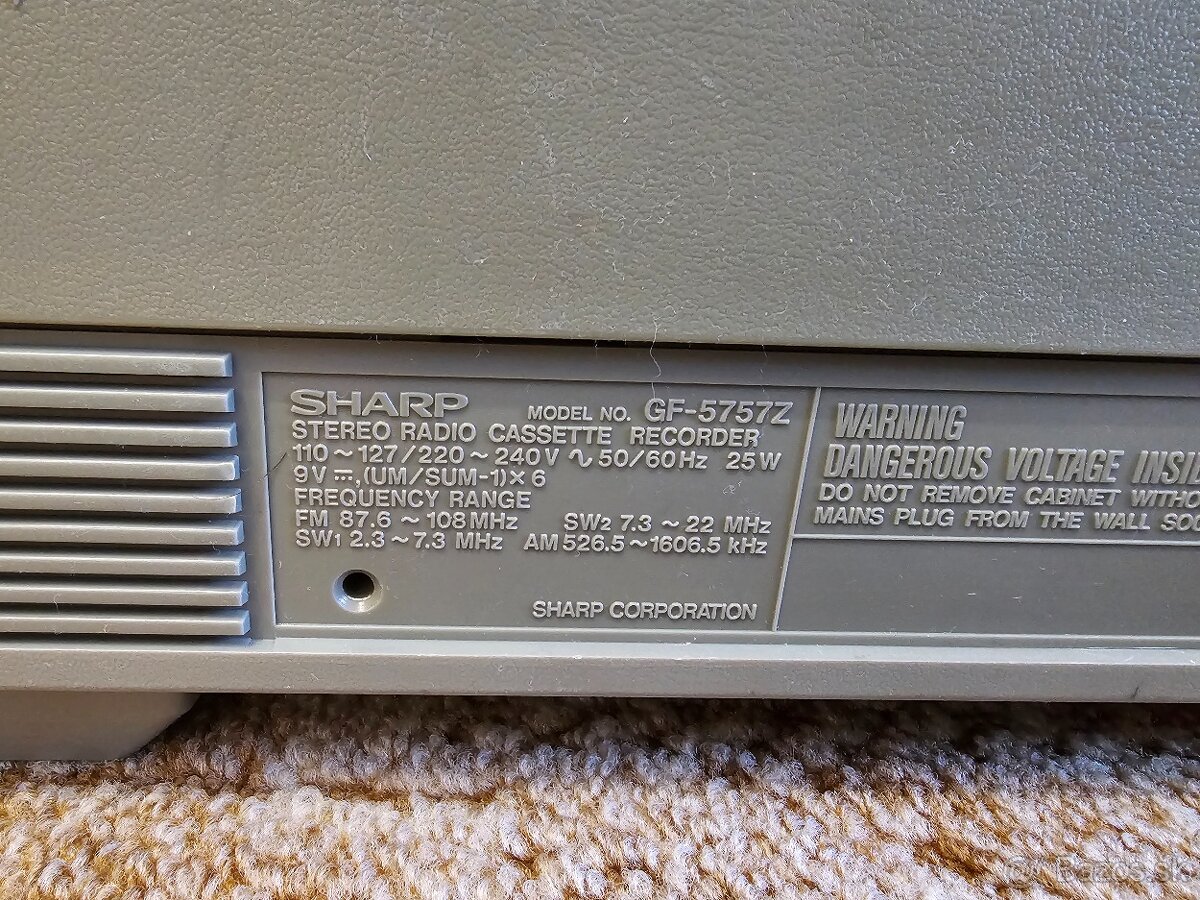 SHARP MODEL NO. GF-5757Z
STEREO RADIO CASSETTE RECORDER
110~127/220~240V ∿ 50/60Hz 25W
9V ⎓,(UM/SUM-1)×6
FREQUENCY RANGE
FM 87.6 ~ 108MHz SW2 7.3 ~ 22 MHz
SW1 2.3~7.3 MHz AM 526.5~1606.5 kHz
SHARP CORPORATION
WARNING
DANGEROUS VOLTAGE INSI
DO NOT REMOVE CABINET WITHO
MAINS PLUG FROM THE WALL SO
Bazos.sk